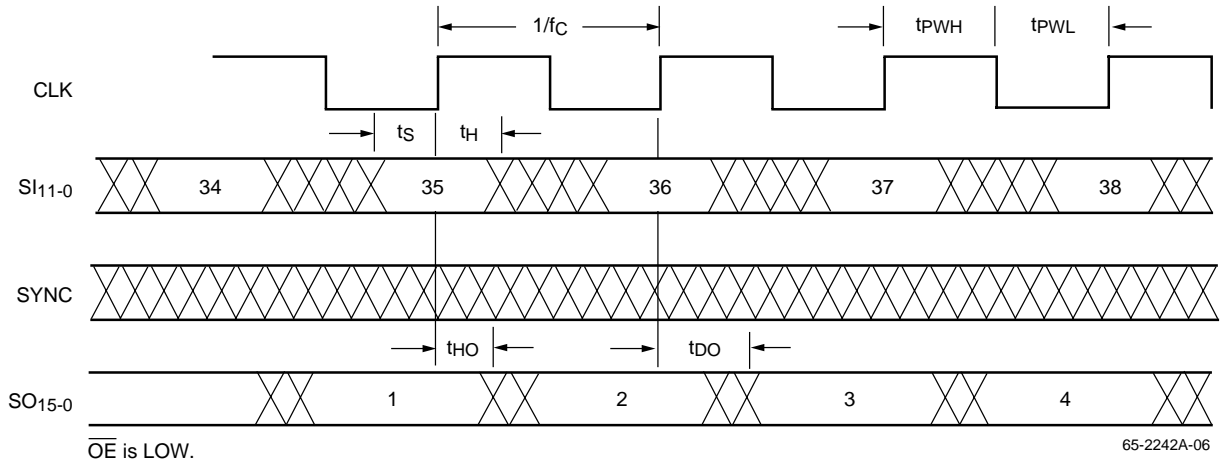 1/fC
tPWH
tPWL
CLK
tS
tH
SI11-0
34
35
36
37
38
SYNC
tHO
tDO
SO15-0
1
2
3
4
OE is LOW.
65-2242A-06